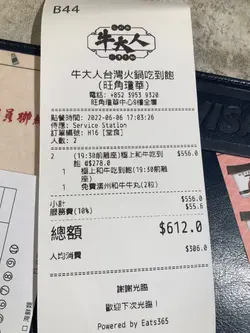 B44
牛大人
牛大人台灣火鍋吃到飽
(旺角瓊華)
電話: +852 3953 9320
旺角瓊華中心9樓全層
點餐時間: 2022-06-06 17:03:26
侍應: Service Station
訂單編號: H16 [堂食]
人數: 2
2 (19:30前離座)極上和牛吃到飽 @$278.0 $556.0
1 極上和牛吃到飽(19:30前離座)
1 免費澳州和牛牛丸(2粒)
小計 $556.0
服務費(10%) $55.6
總額 $612.0
人均消費 $306.0
謝謝光臨
歡迎下次光臨
Powered by Eats365